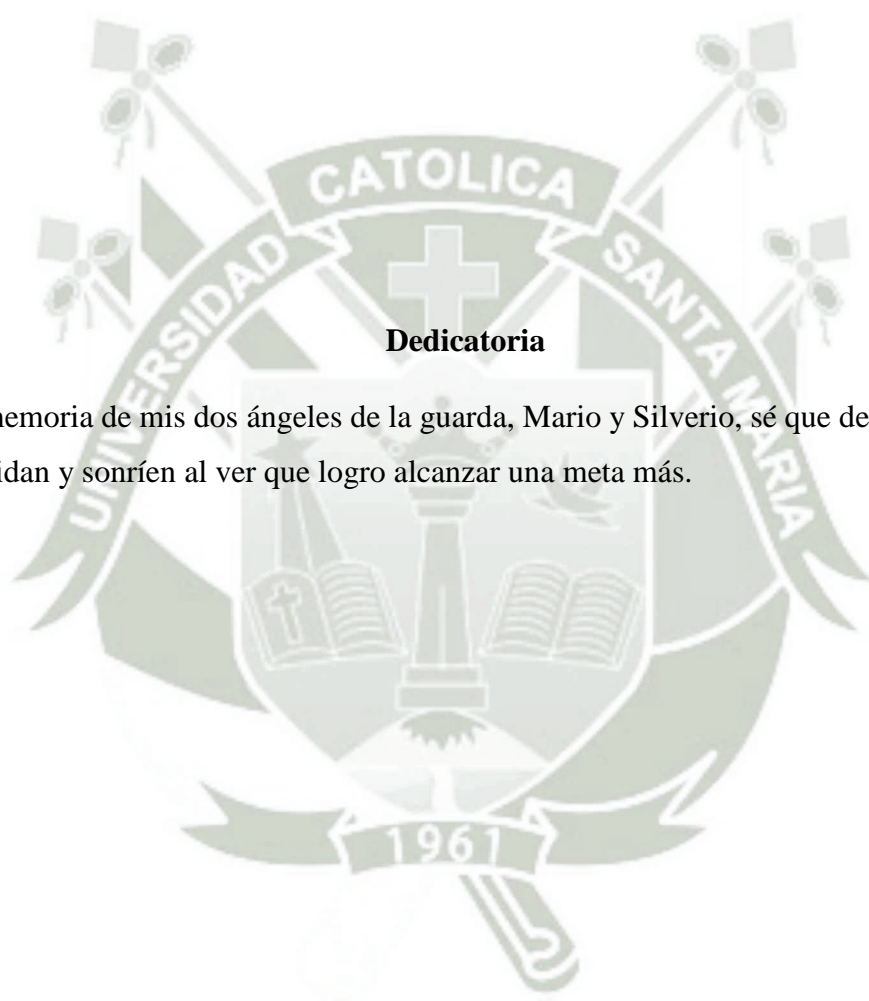 CATOLICA
UNIVERSIDAD
SANTA MARIA
Dedicatoria
memoria de mis dos ángeles de la guarda, Mario y Silverio, sé que de
idan y sonríen al ver que logro alcanzar una meta más.
1961